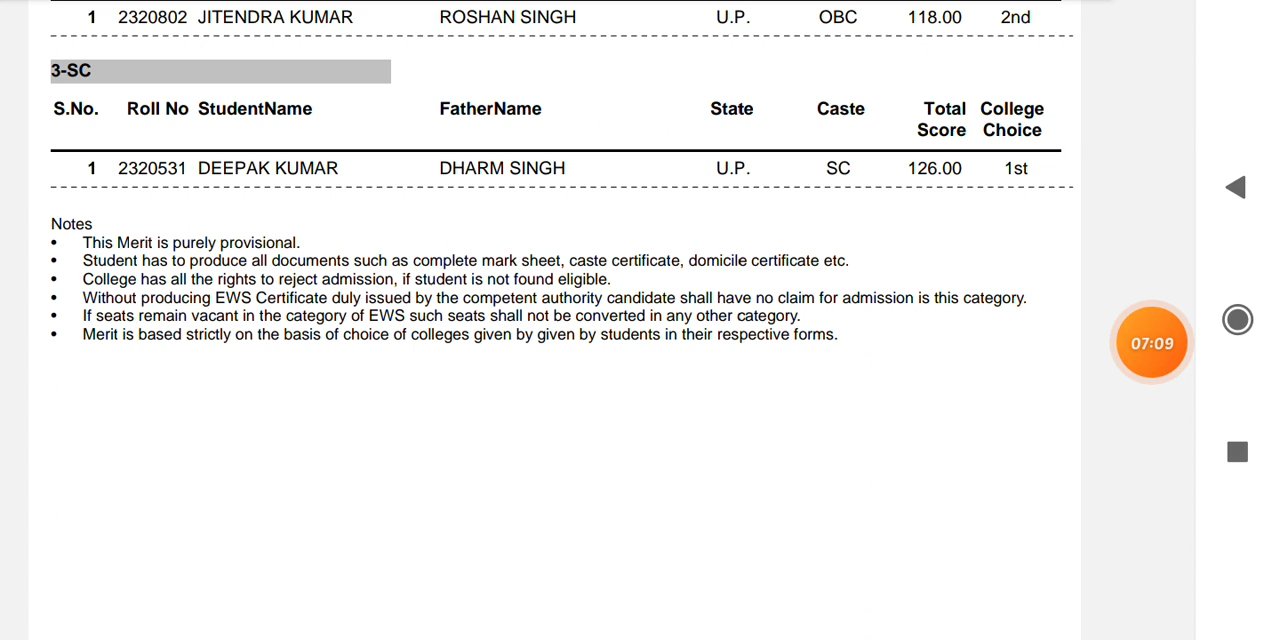 1 2320802 JITENDRA KUMAR ROSHAN SINGH U.P. OBC 118.00 2nd
3-SC
S.No. Roll No StudentName FatherName State Caste Total College
Score Choice
1 2320531 DEEPAK KUMAR DHARM SINGH U.P. SC 126.00 1st
Notes
• This Merit is purely provisional.
• Student has to produce all documents such as complete mark sheet, caste certificate, domicile certificate etc.
• College has all the rights to reject admission, if student is not found eligible.
• Without producing EWS Certificate duly issued by the competent authority candidate shall have no claim for admission is this category.
• If seats remain vacant in the category of EWS such seats shall not be converted in any other category.
• Merit is based strictly on the basis of choice of colleges given by given by students in their respective forms.
07:09